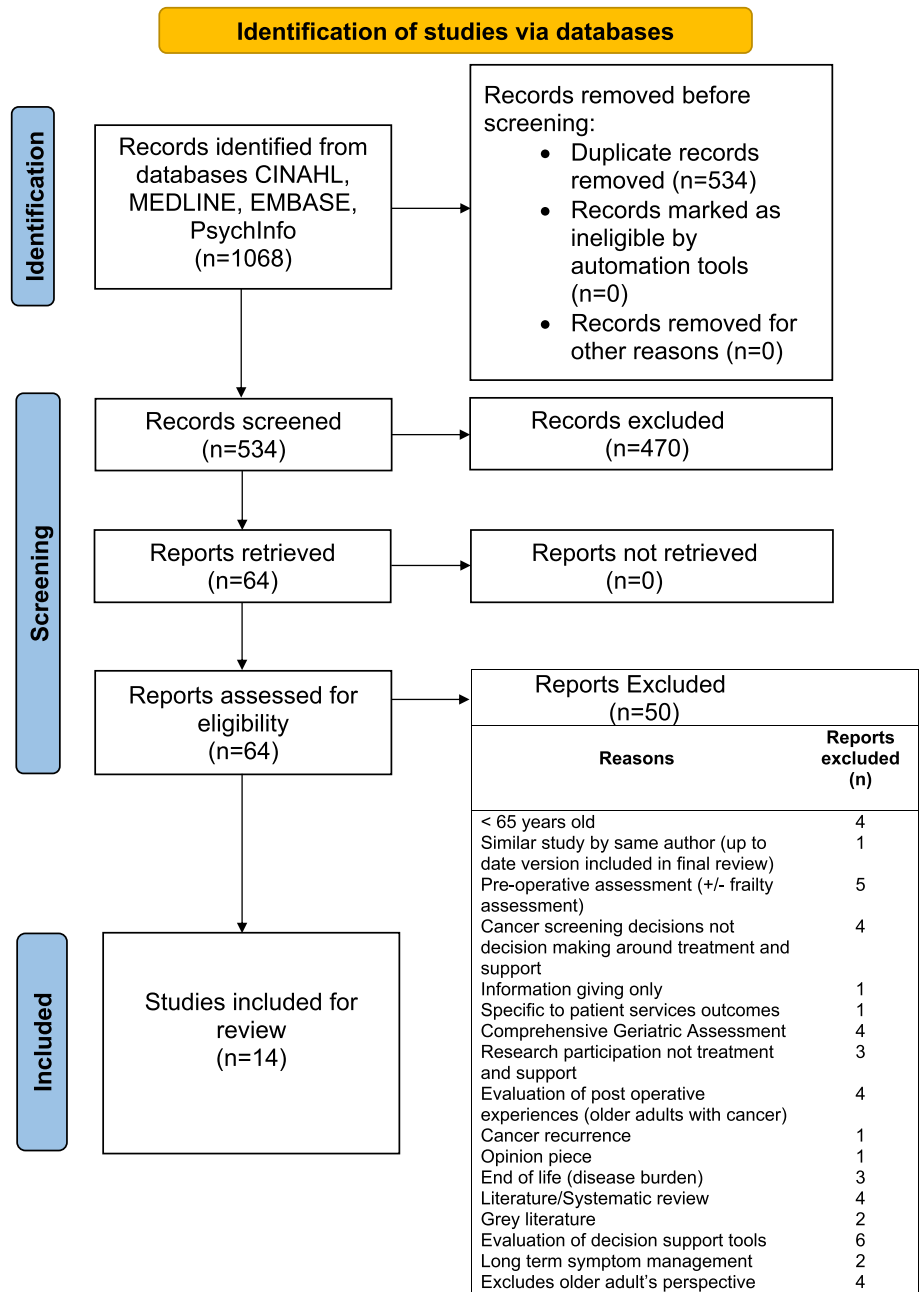 Identification of studies via databases
Identification
Records identified from
databases CINAHL,
MEDLINE, EMBASE,
PsychInfo
(n=1068)
Records removed before
screening:
• Duplicate records
removed (n=534)
• Records marked as
ineligible by
automation tools
(n=0)
• Records removed for
other reasons (n=0)
Screening
Records screened
(n=534)
Records excluded
(n=470)
Reports retrieved
(n=64)
Reports not retrieved
(n=0)
Reports assessed for
eligibility
(n=64)
Reports Excluded
(n=50)
Reasons
Reports
excluded
(n)
< 65 years old 4
Similar study by same author (up to 1
date version included in final review)
Pre-operative assessment (+/- frailty 5
assessment)
Cancer screening decisions not 4
decision making around treatment and
support
Information giving only 1
Specific to patient services outcomes 1
Comprehensive Geriatric Assessment 4
Research participation not treatment 3
and support
Evaluation of post operative 4
experiences (older adults with cancer)
Cancer recurrence 1
Opinion piece 1
End of life (disease burden) 3
Literature/Systematic review 4
Grey literature 2
Evaluation of decision support tools 6
Long term symptom management 2
Excludes older adult's perspective 4
Included
Studies included for
review
(n=14)